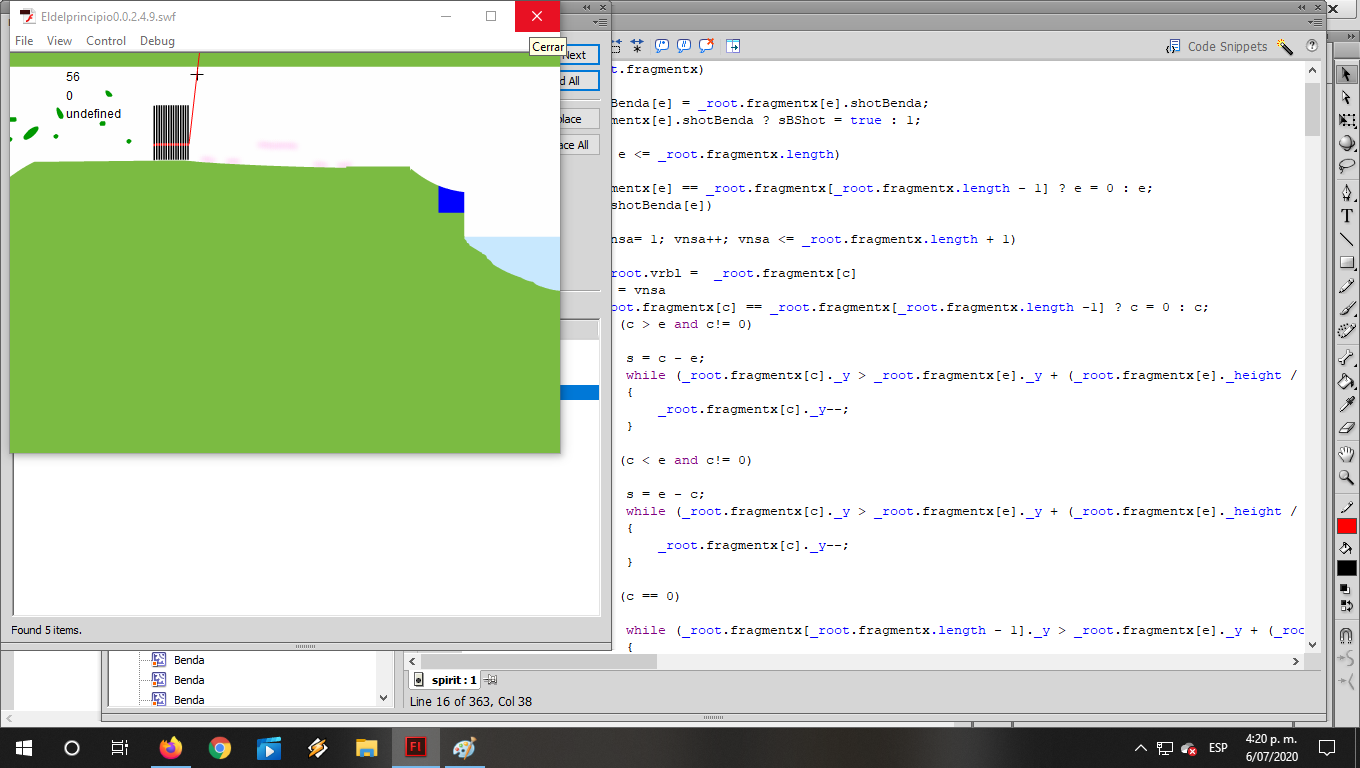 Eldelprincipio0.0.2.4.9.swf
File View Control Debug
Cerrar
Next
56
0
undefined
d All
lace
ace All
Found 5 items.
Code Snippets
t.fragmentx)
Benda[e] = _root.fragmentx[e].shotBenda;
mentx[e].shotBenda ? sBShot = true : 1;
e <= _root.fragmentx.length)
mentx[e] == _root.fragmentx[_root.fragmentx.length - 1] ? e = 0 : e;
shotBenda[e])
nsa= 1; vnsa++; vnsa <= _root.fragmentx.length + 1)
root.vrbl =  _root.fragmentx[c]
= vnsa
oot.fragmentx[c] == _root.fragmentx[_root.fragmentx.length -1] ? c = 0 : c;
(c > e and c!= 0)
s = c - e;
while (_root.fragmentx[c]._y > _root.fragmentx[e]._y + (_root.fragmentx[e]._height /
{
_root.fragmentx[c]._y--;
}
(c < e and c!= 0)
s = e - c;
while (_root.fragmentx[c]._y > _root.fragmentx[e]._y + (_root.fragmentx[e]._height /
{
_root.fragmentx[c]._y--;
}
(c == 0)
while (_root.fragmentx[_root.fragmentx.length - 1]._y > _root.fragmentx[e]._y + (_roo
{
Benda
Benda
Benda
spirit : 1
Line 16 of 363, Col 38
ESP
4:20 p. m.
6/07/2020